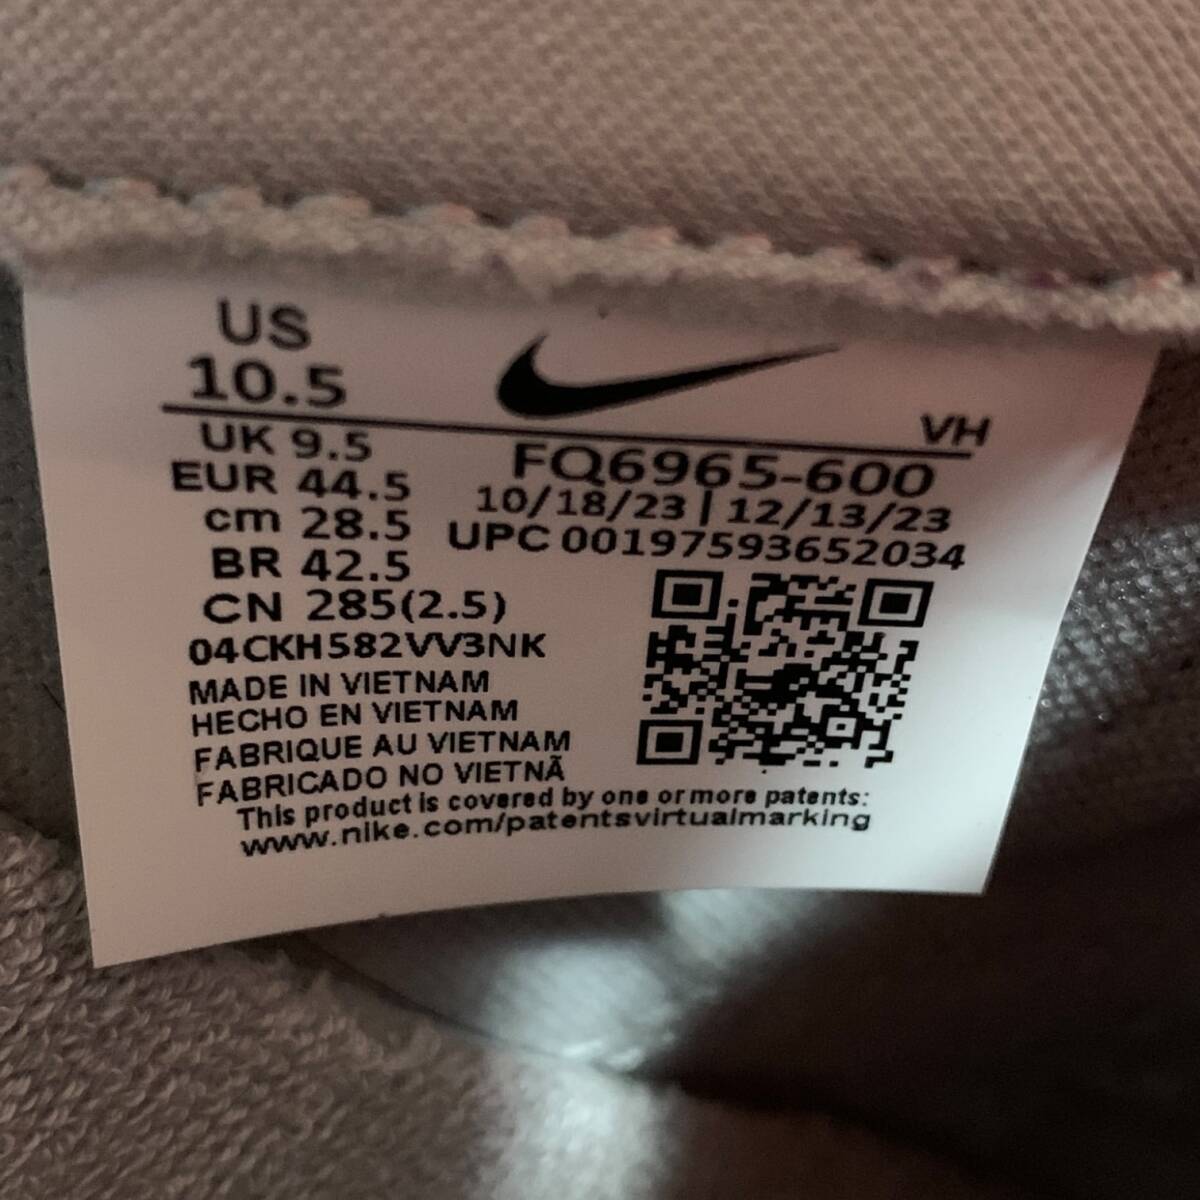 US
10.5
VH
UK 9.5
EUR 44.5
cm 28.5
BR 42.5
CN 285(2.5)
FQ6965-600
10/18/23 | 12/13/23
UPC 00197593652034
04CKH582VV3NK
MADE IN VIETNAM
HECHO EN VIETNAM
FABRIQUE AU VIETNAM
FABRICADO NO VIETNÃ
This product is covered by one or more patents:
www.nike.com/patentsvirtualmarking